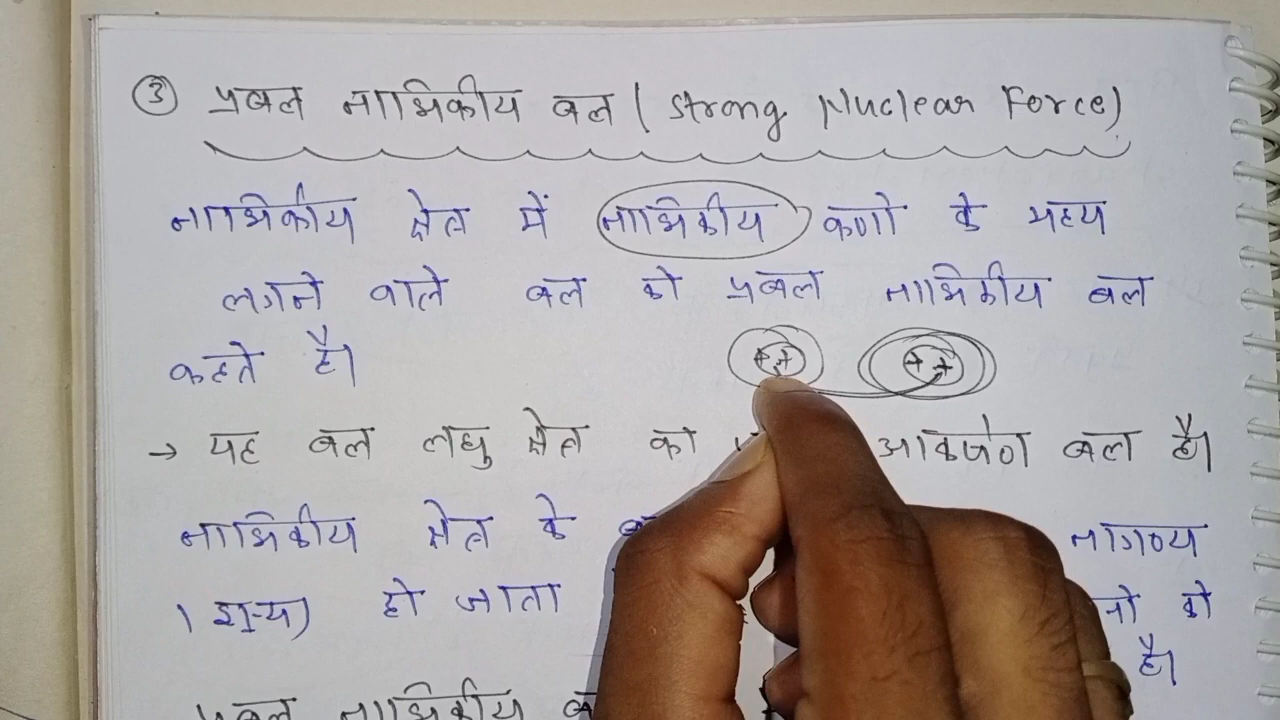 ③ प्रबल नाभिकीय बल ( Strong Nuclear Force)
नाभिकीय क्षेत्र में नाभिकीय कणो के मध्य
लगने वाले बल को प्रबल नाभिकीय बल
कहते है।
+ + + +
→ यह बल लघु क्षेत्र का आकर्षण बल है।
नाभिकीय क्षेत्र के नागण्य
(शून्य) हो जाता नो को
है।
प्रबल नाभिकीय